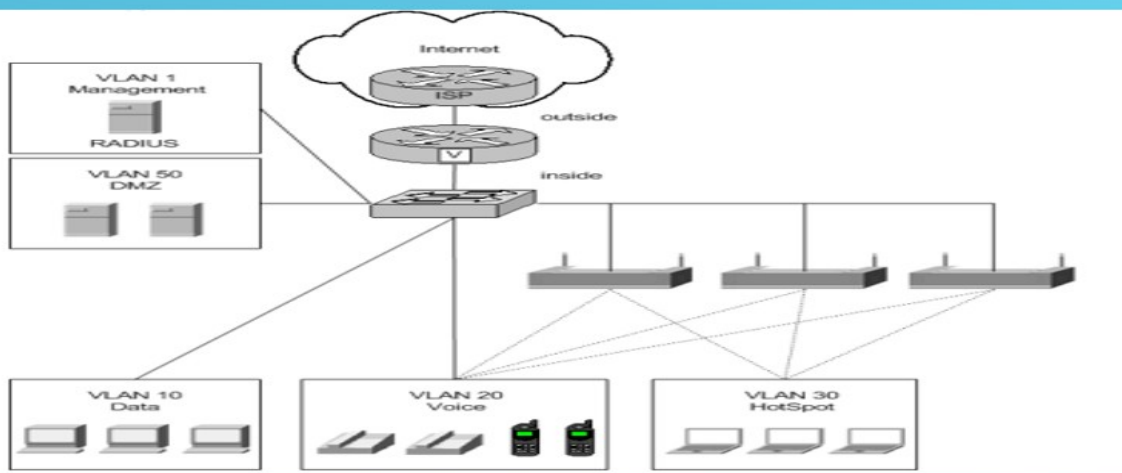 Internet
ISP
outside
V
inside
VLAN 1
Management
RADIUS
VLAN 50
DMZ
VLAN 10
Data
VLAN 20
Voice
VLAN 30
HotSpot